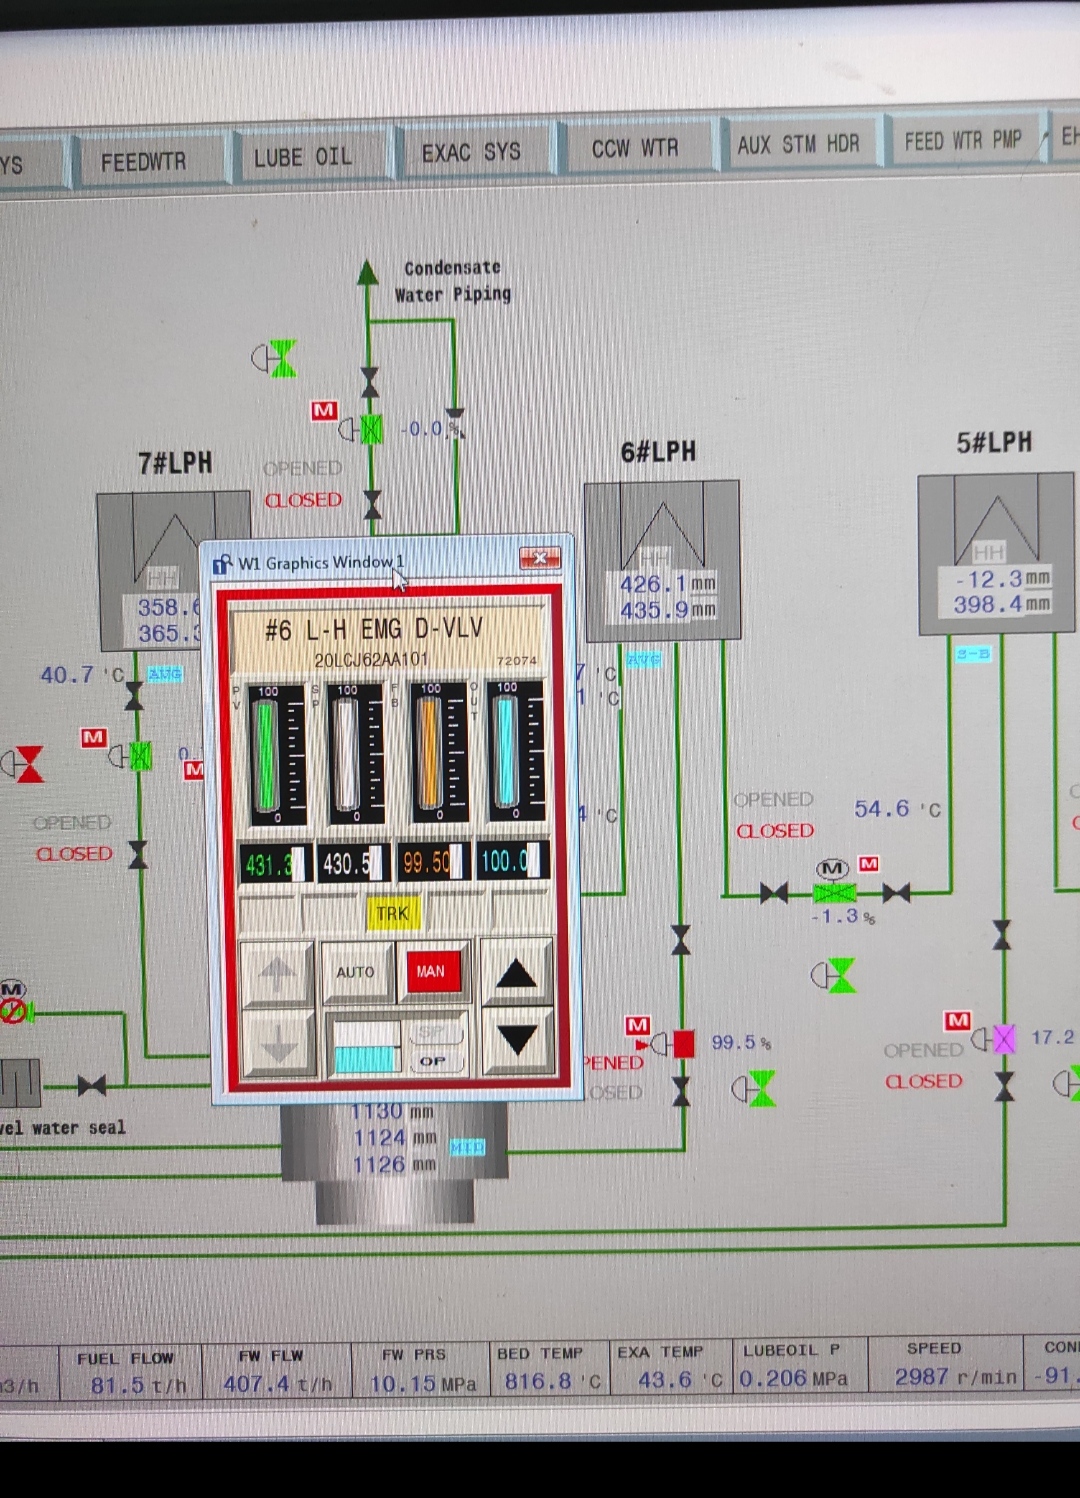 YS
FEEDWTR
LUBE OIL
EXAC SYS
CCW WTR
AUX STM HDR
FEED WTR PMP
Condensate
Water Piping
M
-0.0 %
OPENED
CLOSED
7#LPH
HH
358.6
365.3
40.7 °C
AVG
M
0.
M
OPENED
CLOSED
6#LPH
HH
426.1 mm
435.9 mm
AVG
°C
°C
°C
5#LPH
HH
-12.3 mm
398.4 mm
S-B
OPENED
CLOSED
54.6 °C
M
M
-1.3 %
W1 Graphics Window 1
#6 L-H EMG D-VLV
20LCJ62AA101
72074
PV
100
0
SP
100
0
FB
100
0
OUT
100
0
431.3
430.5
99.50
100.0
TRK
AUTO
MAN
SP
OP
M
99.5 %
PENED
LOSED
M
17.2
OPENED
CLOSED
M
vel water seal
1130 mm
1124 mm
1126 mm
MID
m3/h
FUEL FLOW
81.5 t/h
FW FLW
407.4 t/h
FW PRS
10.15 MPa
BED TEMP
816.8 °C
EXA TEMP
43.6 °C
LUBEOIL P
0.206 MPa
SPEED
2987 r/min
CON
-91.